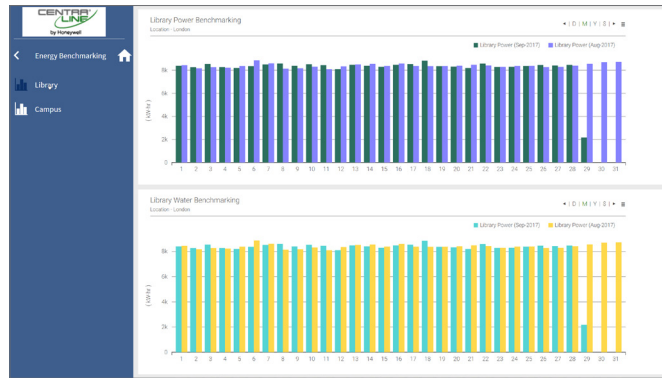 CENTRA
LINE
by Honeywell
Energy Benchmarking
Library
Campus
Library Power Benchmarking
Location - London
◄ | D | M | Y | S | ►
Library Power (Sep-2017) Library Power (Aug-2017)
8k
6k
4k
2k
0
( kW-hr )
1 2 3 4 5 6 7 8 9 10 11 12 13 14 15 16 17 18 19 20 21 22 23 24 25 26 27 28 29 30 31
Library Water Benchmarking
Location - London
◄ | D | M | Y | S | ►
Library Power (Sep-2017) Library Power (Aug-2017)
8k
6k
4k
2k
0
( kW-hr )
1 2 3 4 5 6 7 8 9 10 11 12 13 14 15 16 17 18 19 20 21 22 23 24 25 26 27 28 29 30 31